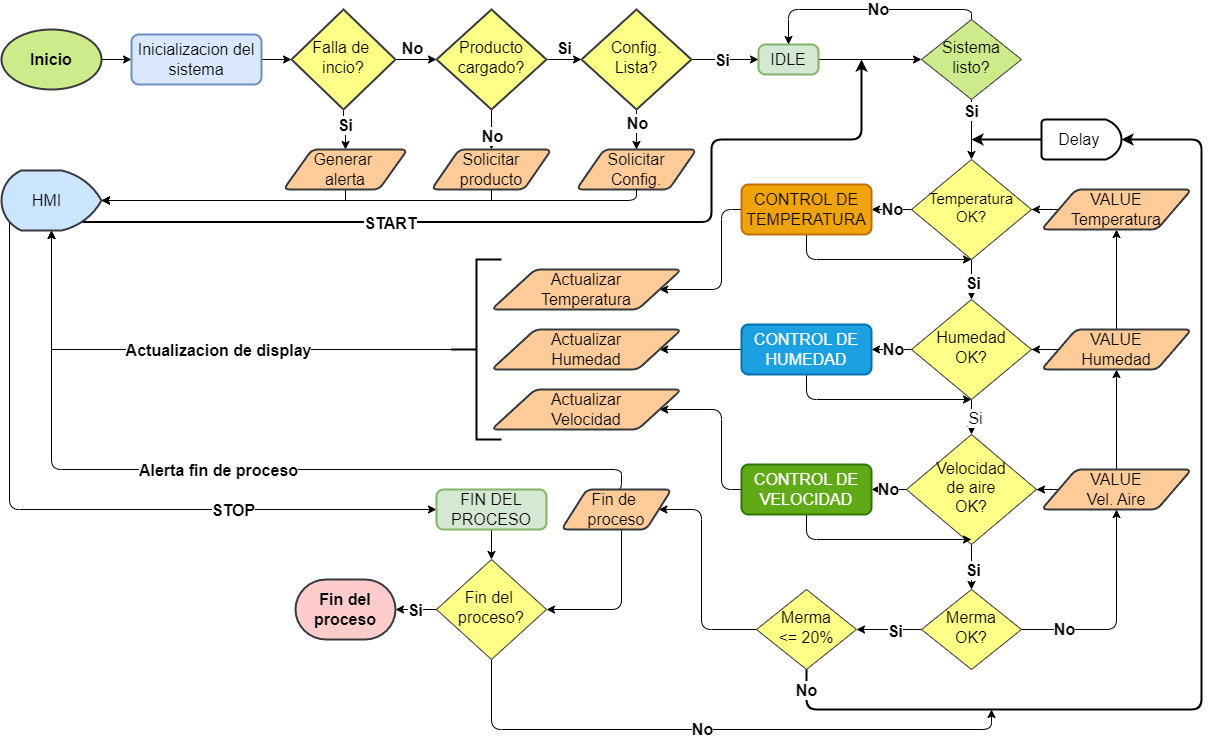 No
Inicio
Inicializacion del
sistema
Falla de
incio?
No
Producto
cargado?
Si
Config.
Lista?
Si
IDLE
Sistema
listo?
Si
No
No
Si
Delay
Generar
alerta
Solicitar
producto
Solicitar
Config.
HMI
START
CONTROL DE
TEMPERATURA
No
Temperatura
OK?
VALUE
Temperatura
Si
Actualizar
Temperatura
Actualizacion de display
Actualizar
Humedad
CONTROL DE
HUMEDAD
No
Humedad
OK?
VALUE
Humedad
Si
Actualizar
Velocidad
Alerta fin de proceso
CONTROL DE
VELOCIDAD
No
Velocidad
de aire
OK?
VALUE
Vel. Aire
STOP
FIN DEL
PROCESO
Fin de
proceso
Si
Fin del
proceso
Si
Fin del
proceso?
Merma
<= 20%
Si
Merma
OK?
No
No
No